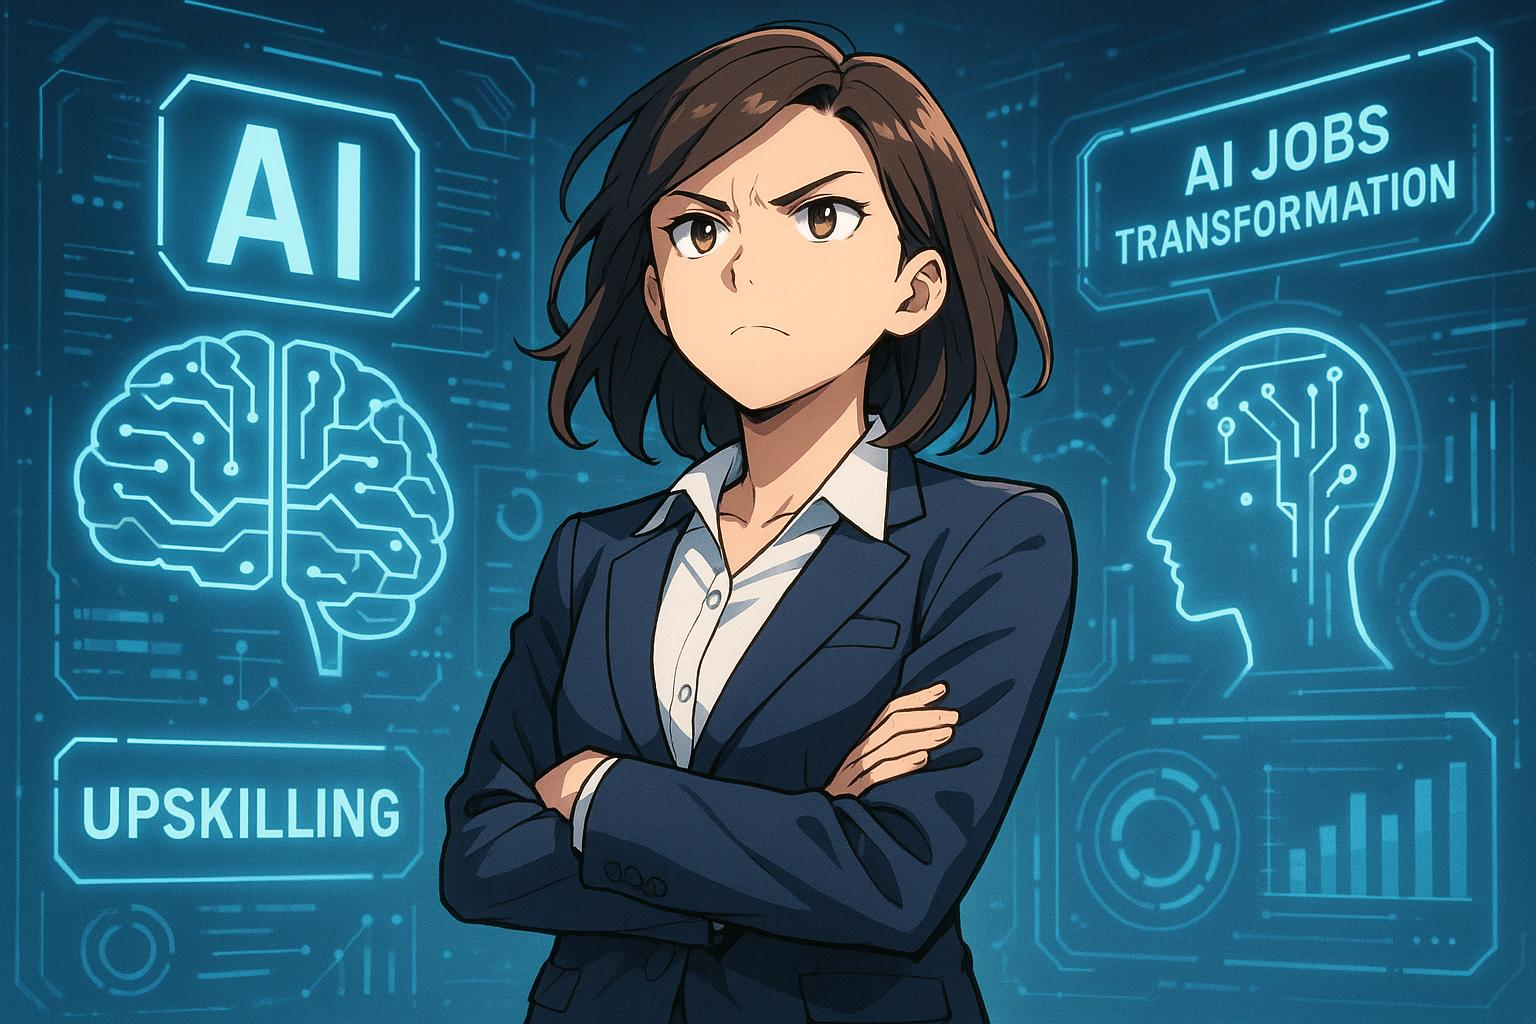 AI
AI JOBS
TRANSFORMATION
UPSKILLING